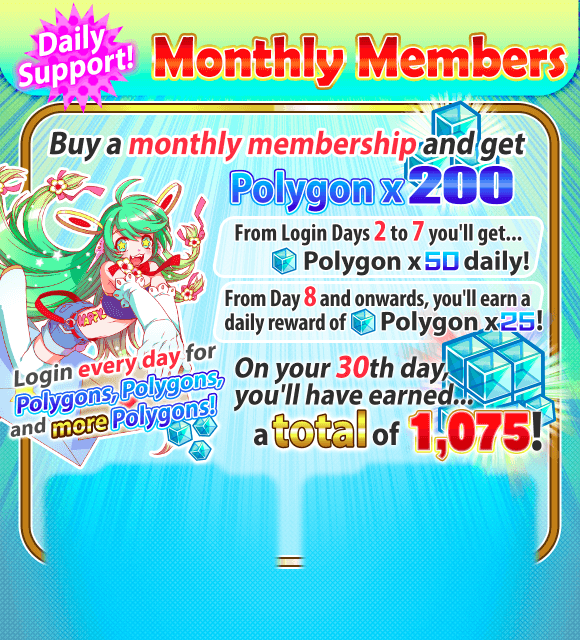 Daily
Support!
Monthly Members
Buy a monthly membership and get
Polygon x 200
From Login Days 2 to 7 you'll get...
Polygon x 50 daily!
From Day 8 and onwards, you'll earn a
daily reward of Polygon x 25!
Login every day for
Polygons, Polygons,
and more Polygons!
On your 30th day,
you'll have earned...
a total of 1,075!